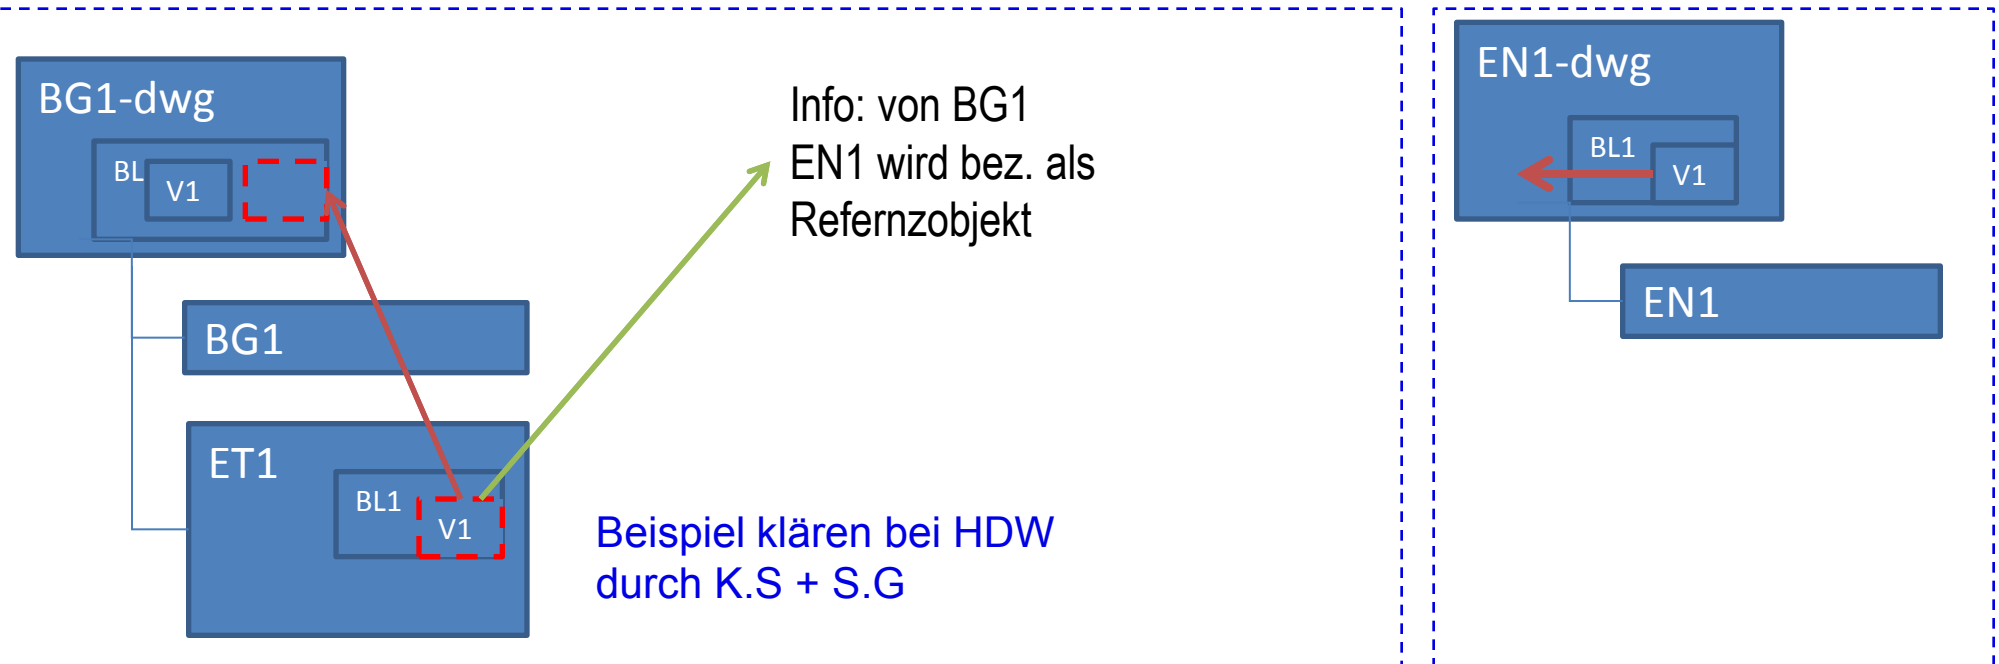 BG1-dwg
BL
V1
BG1
ET1
BL1
V1
Info: von BG1
EN1 wird bez. als
Refernzobjekt
Beispiel klären bei HDW
durch K.S + S.G
EN1-dwg
BL1
V1
EN1